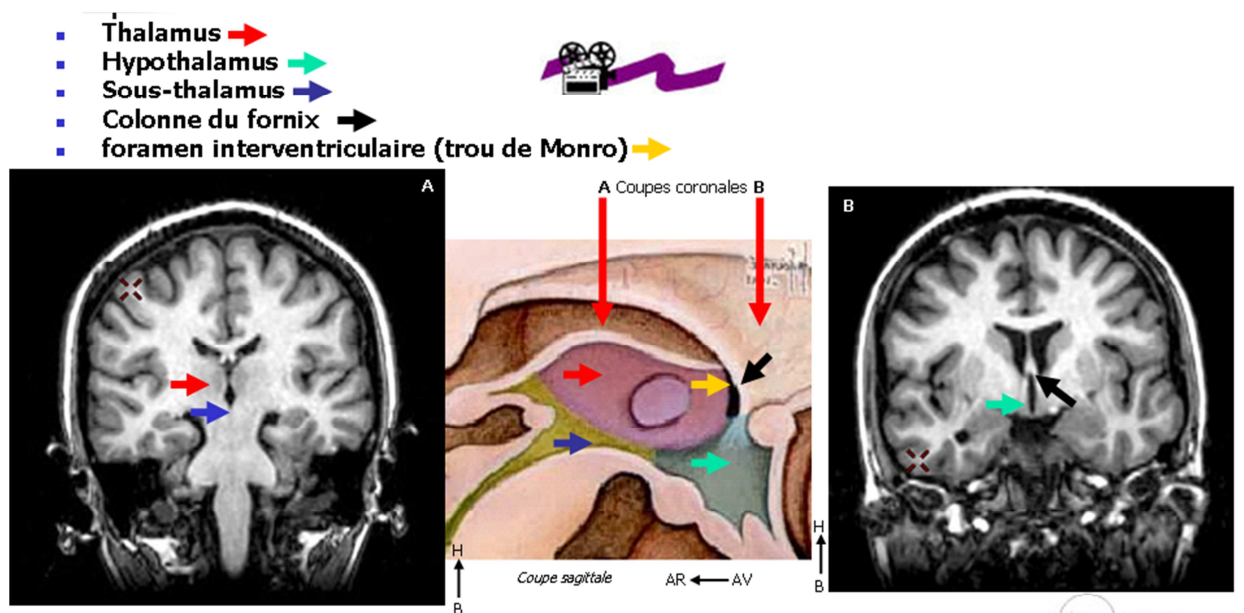 Thalamus
Hypothalamus
Sous-thalamus
Colonne du fornix
foramen interventriculaire (trou de Monro)
A
A Coupes coronales B
B
H
B
Coupe sagittale
AR AV
H
B